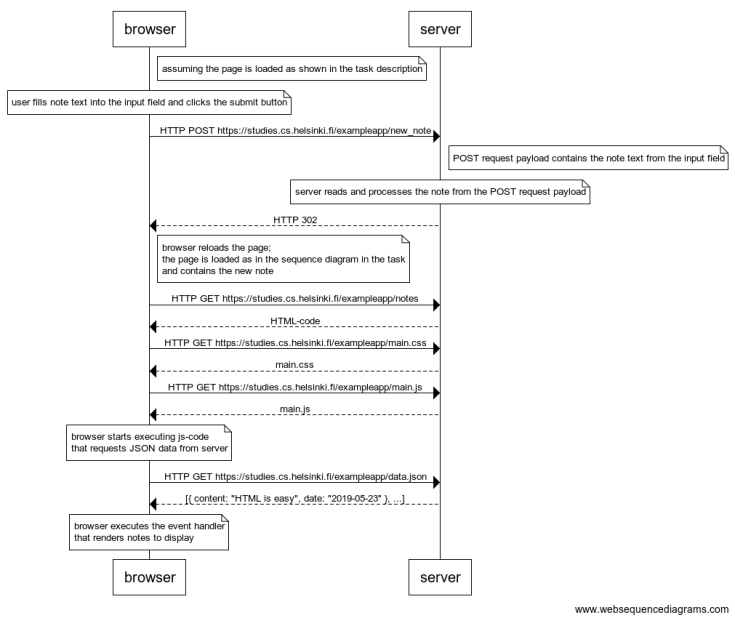 browser
server
assuming the page is loaded as shown in the task description
user fills note text into the input field and clicks the submit button
HTTP POST https://studies.cs.helsinki.fi/exampleapp/new_note
POST request payload contains the note text from the input field
server reads and processes the note from the POST request payload
HTTP 302
browser reloads the page;
the page is loaded as in the sequence diagram in the task
and contains the new note
HTTP GET https://studies.cs.helsinki.fi/exampleapp/notes
HTML-code
HTTP GET https://studies.cs.helsinki.fi/exampleapp/main.css
main.css
HTTP GET https://studies.cs.helsinki.fi/exampleapp/main.js
main.js
browser starts executing js-code
that requests JSON data from server
HTTP GET https://studies.cs.helsinki.fi/exampleapp/data.json
[{ content: "HTML is easy", date: "2019-05-23" }, ...]
browser executes the event handler
that renders notes to display
browser
server
www.websequencediagrams.com